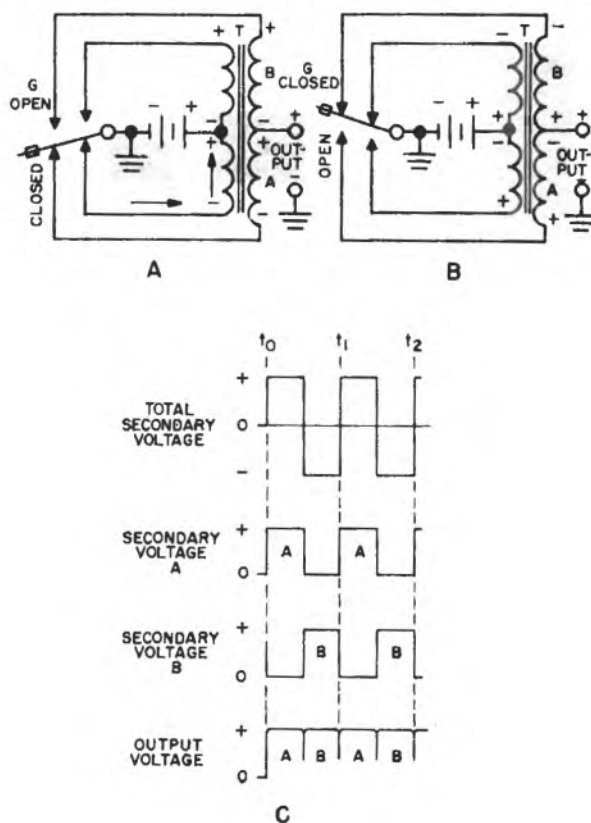 + T +
G
OPEN
B
- +
-
-
+
+
+
OUT-
PUT
-
CLOSED
-
A
-
A
- T -
G
CLOSED
B
- +
+
-
+
-
+
OUT-
PUT
-
OPEN
+
A
+
B
t0 t1 t2
+
TOTAL
SECONDARY
VOLTAGE
0
-
SECONDARY
VOLTAGE
A
+
A A
0
SECONDARY
VOLTAGE
B
+
B B
0
OUTPUT
VOLTAGE
+
A B A B
0
C